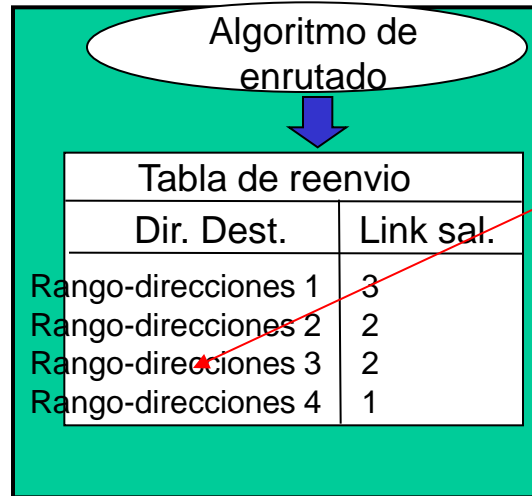 Algoritmo de
enrutado
Tabla de reenvio
Dir. Dest. Link sal.
Rango-direcciones 1 3
Rango-direcciones 2 2
Rango-direcciones 3 2
Rango-direcciones 4 1